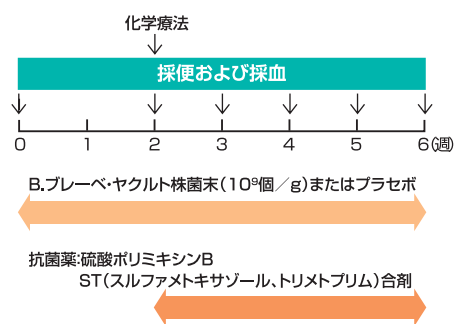 化学療法
採便および採血
0 1 2 3 4 5 6(週)
B.ブレーベ・ヤクルト株菌末(10⁹個/g)またはプラセボ
抗菌薬:硫酸ポリミキシンB
ST(スルファメトキサゾール、トリメトプリム)合剤